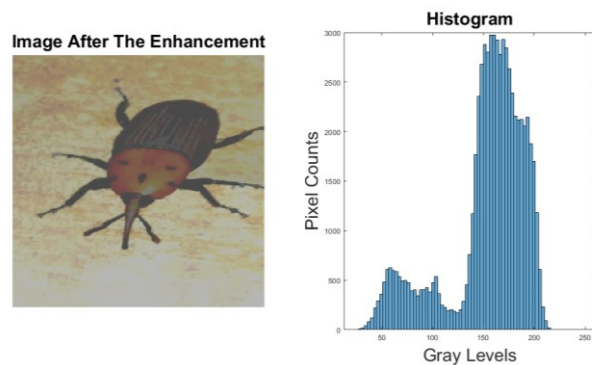 Image After The Enhancement
Histogram
Pixel Counts
3000
2500
2000
1500
1000
500
0
50 100 150 200 250
Gray Levels